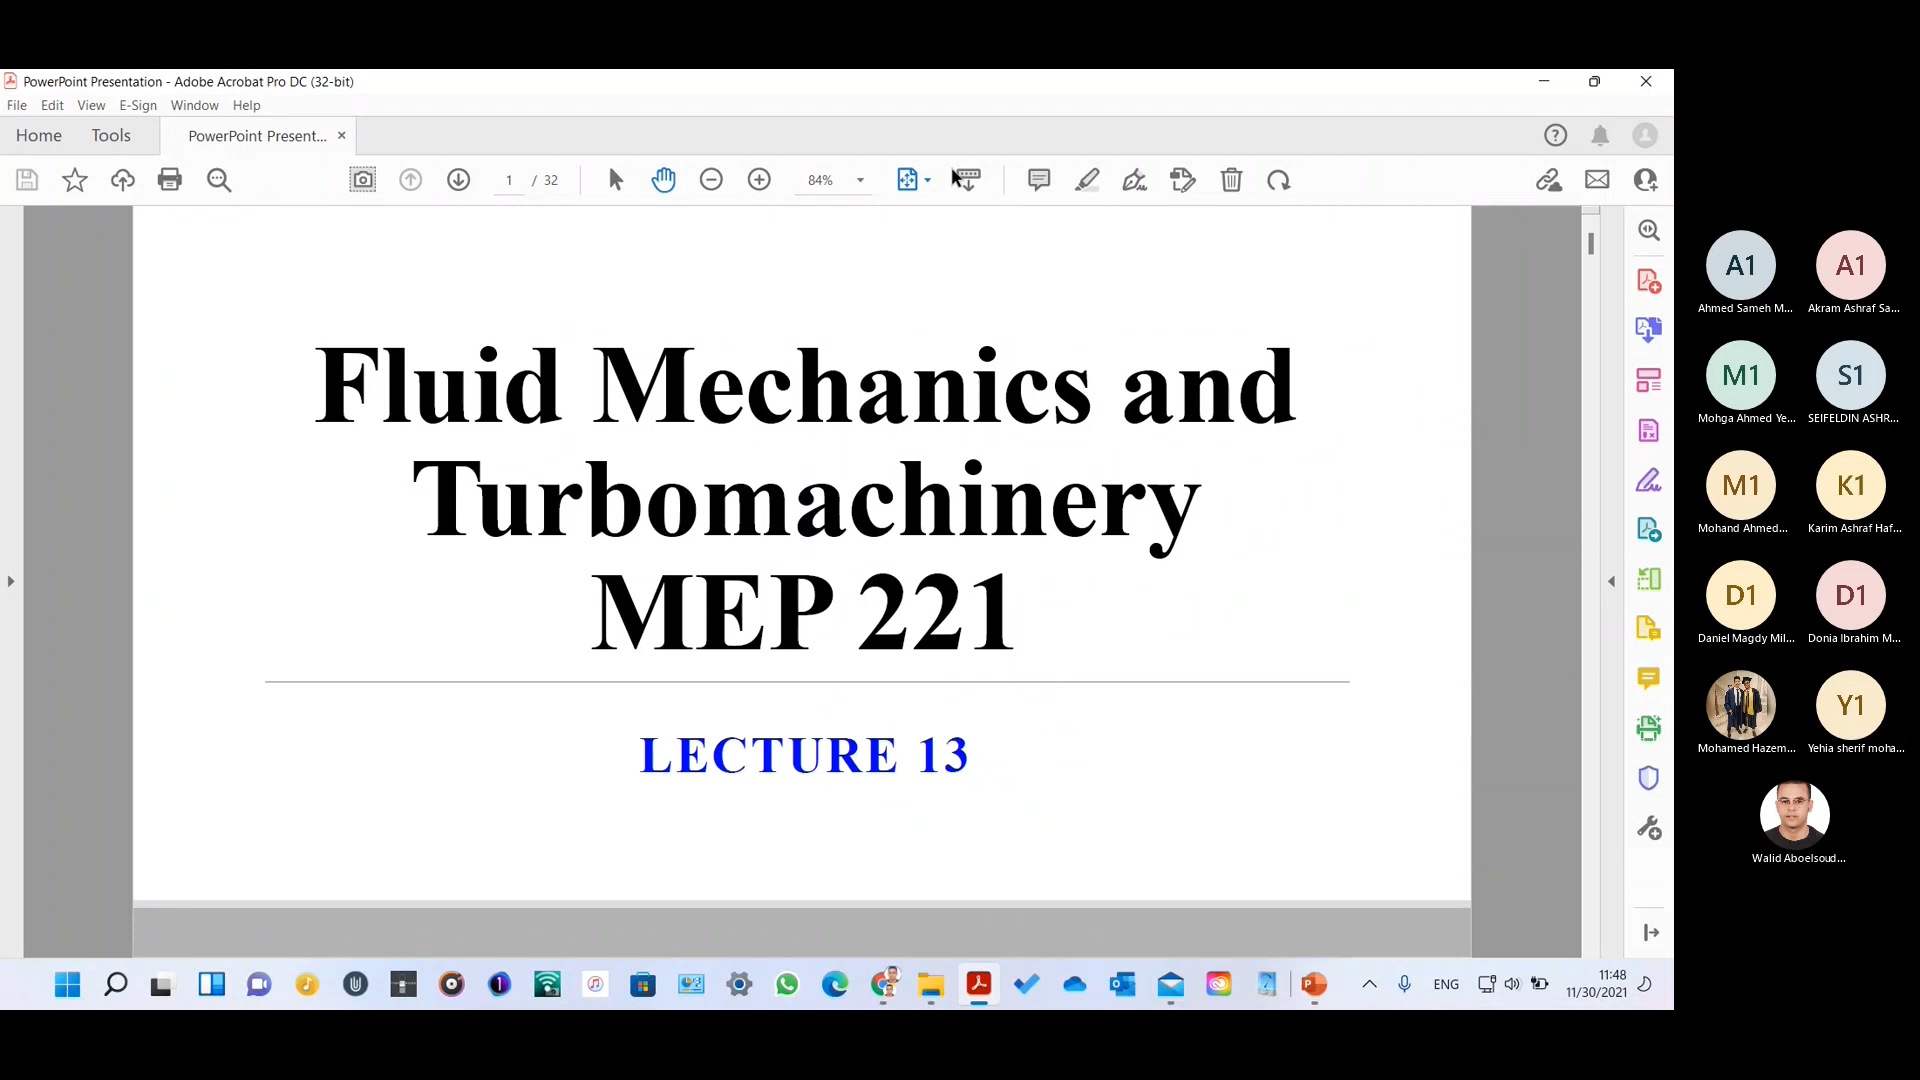 PowerPoint Presentation - Adobe Acrobat Pro DC (32-bit)
File Edit View E-Sign Window Help
Home Tools PowerPoint Present...
1 / 32 84%
Fluid Mechanics and
Turbomachinery
MEP 221
LECTURE 13
A1 A1
Ahmed Sameh M... Akram Ashraf Sa...
M1 S1
Mohga Ahmed Ye... SEIFELDIN ASHR...
M1 K1
Mohand Ahmed... Karim Ashraf Haf...
D1 D1
Daniel Magdy Mil... Donia Ibrahim M...
Y1
Mohamed Hazem... Yehia sherif moha...
Walid Aboelsoud...
ENG
11:48
11/30/2021